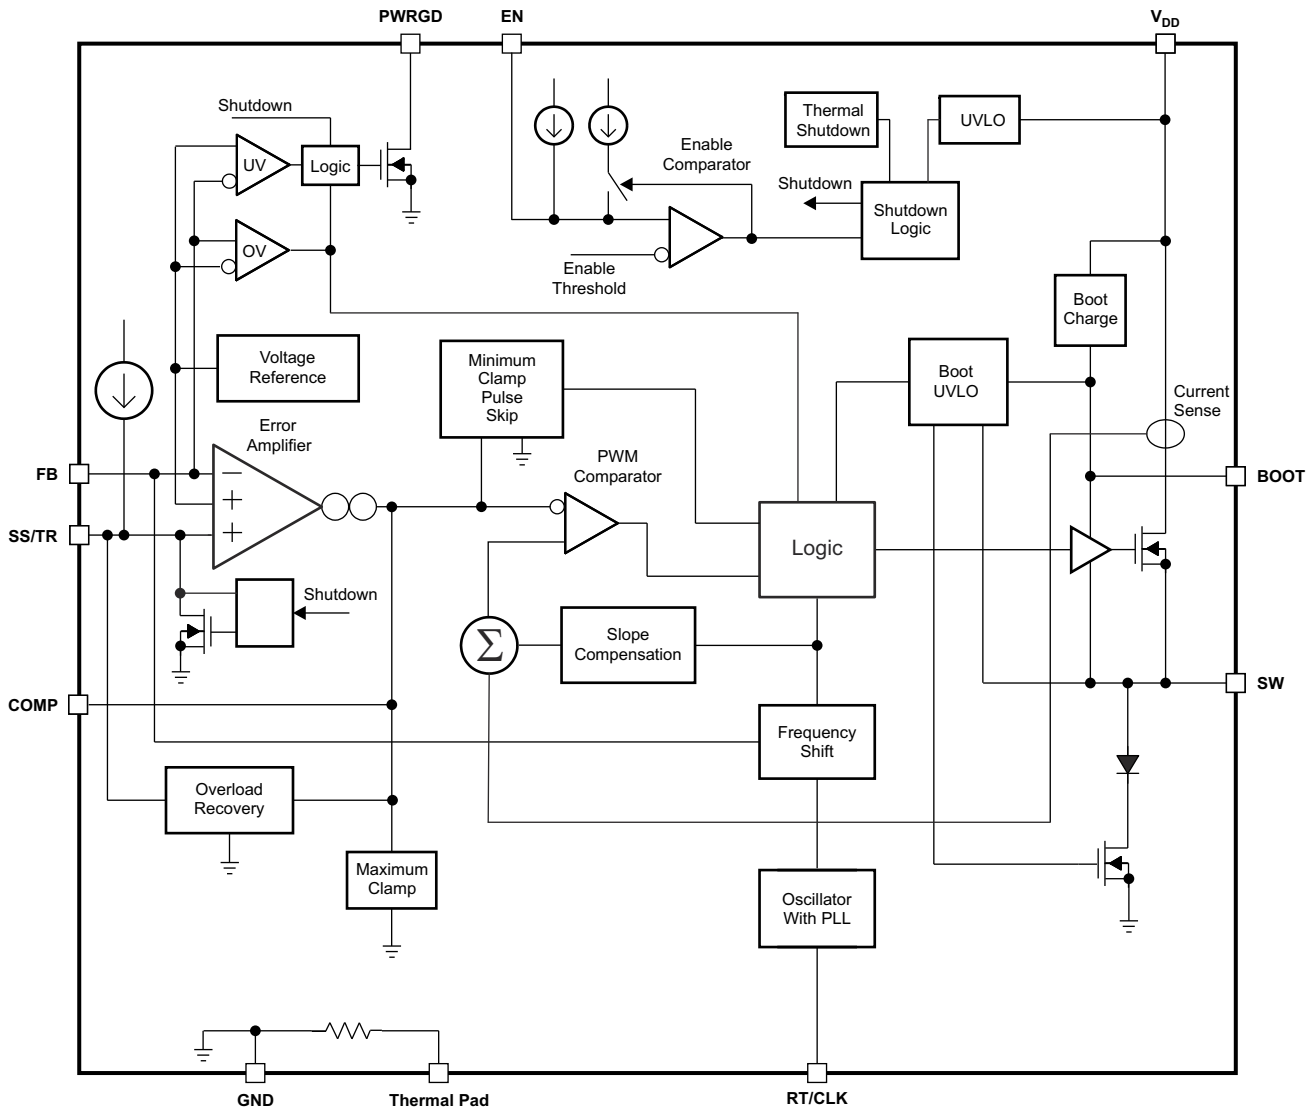 PWRGD
EN
VDD
Shutdown
UV
Logic
OV
Enable
Comparator
Thermal
Shutdown
UVLO
Shutdown
Shutdown
Logic
Enable
Threshold
Boot
Charge
Voltage
Reference
Minimum
Clamp
Pulse
Skip
Boot
UVLO
Current
Sense
Error
Amplifier
PWM
Comparator
FB
−
+
SS/TR
+
BOOT
Logic
Shutdown
Σ
Slope
Compensation
COMP
SW
Frequency
Shift
Overload
Recovery
Maximum
Clamp
Oscillator
With PLL
GND
Thermal Pad
RT/CLK